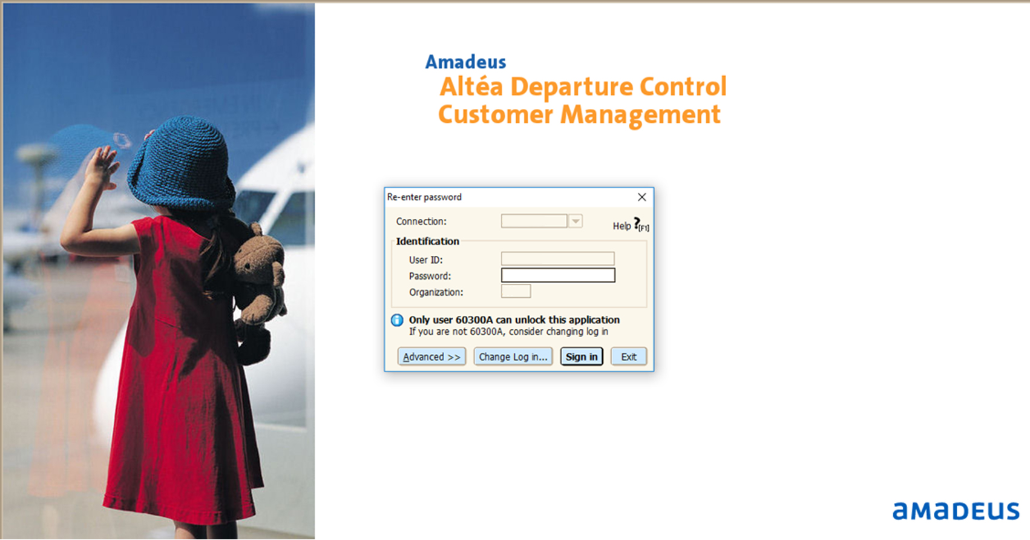 Amadeus
Altéa Departure Control
Customer Management
Re-enter password
Connection:
Help ?[F1]
Identification
User ID:
Password:
Organization:
Only user 60300A can unlock this application
If you are not 60300A, consider changing log in
Advanced >>
Change Log in...
Sign in
Exit
aMaDEUS